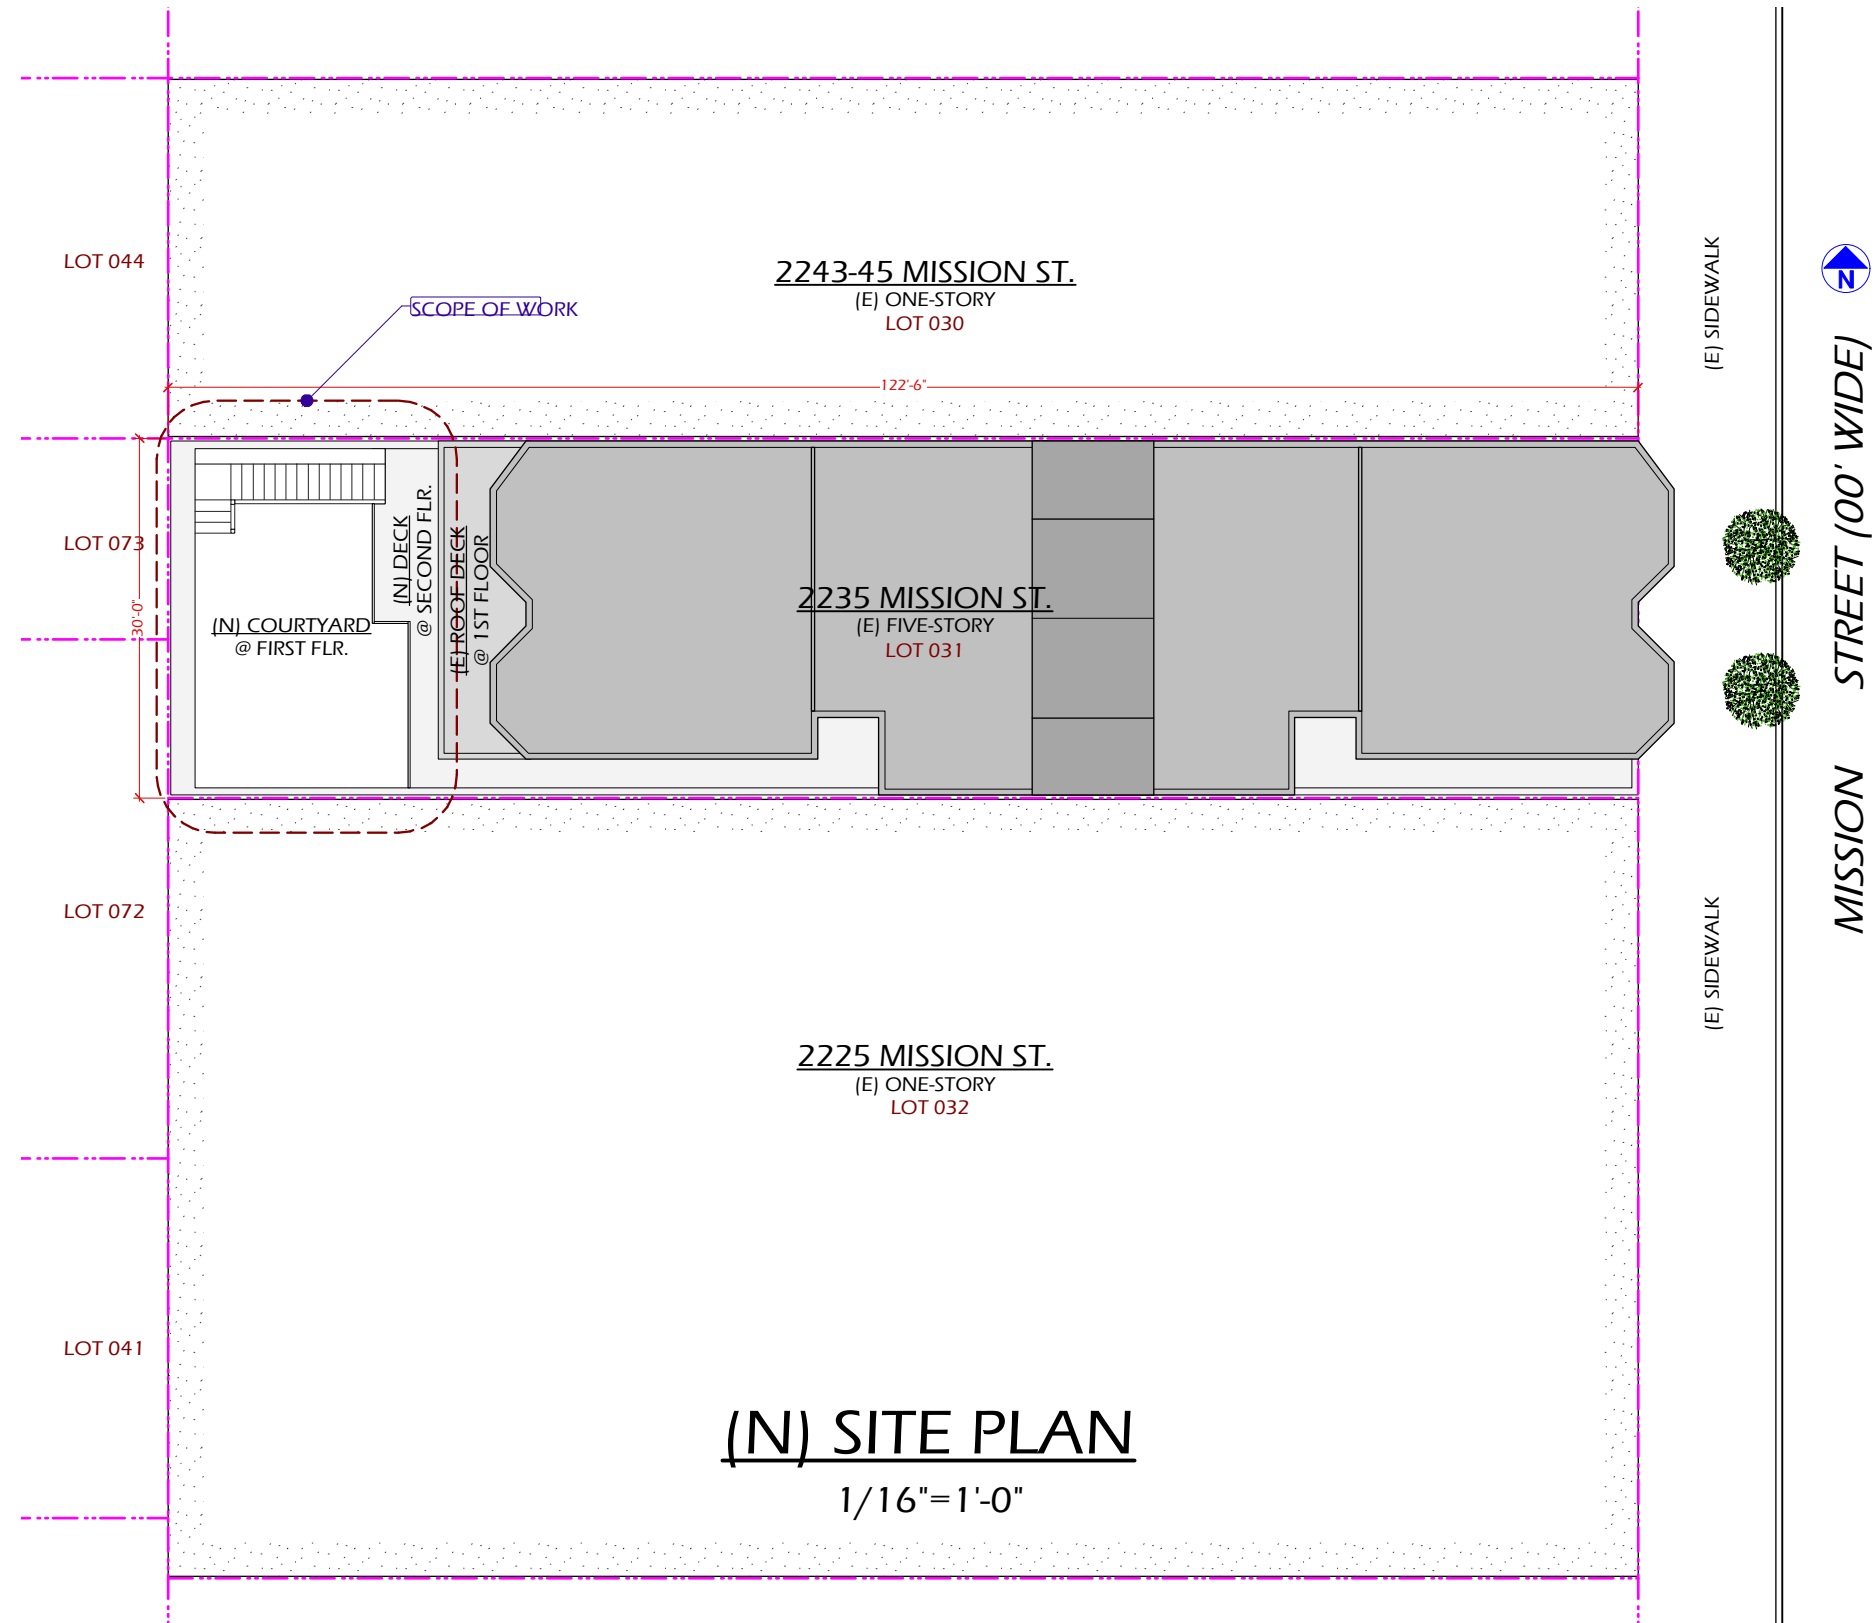 LOT 044
SCOPE OF WORK
2243-45 MISSION ST.
(E) ONE-STORY
LOT 030
(E) SIDEWALK
N
122'-6"
MISSION STREET (00' WIDE)
LOT 073
30'-0"
(N) COURTYARD
@ FIRST FLR.
(N) DECK
@ SECOND FLR.
(E) ROOF DECK
@ 1ST FLOOR
2235 MISSION ST.
(E) FIVE-STORY
LOT 031
LOT 072
(E) SIDEWALK
2225 MISSION ST.
(E) ONE-STORY
LOT 032
LOT 041
(N) SITE PLAN
1/16"=1'-0"